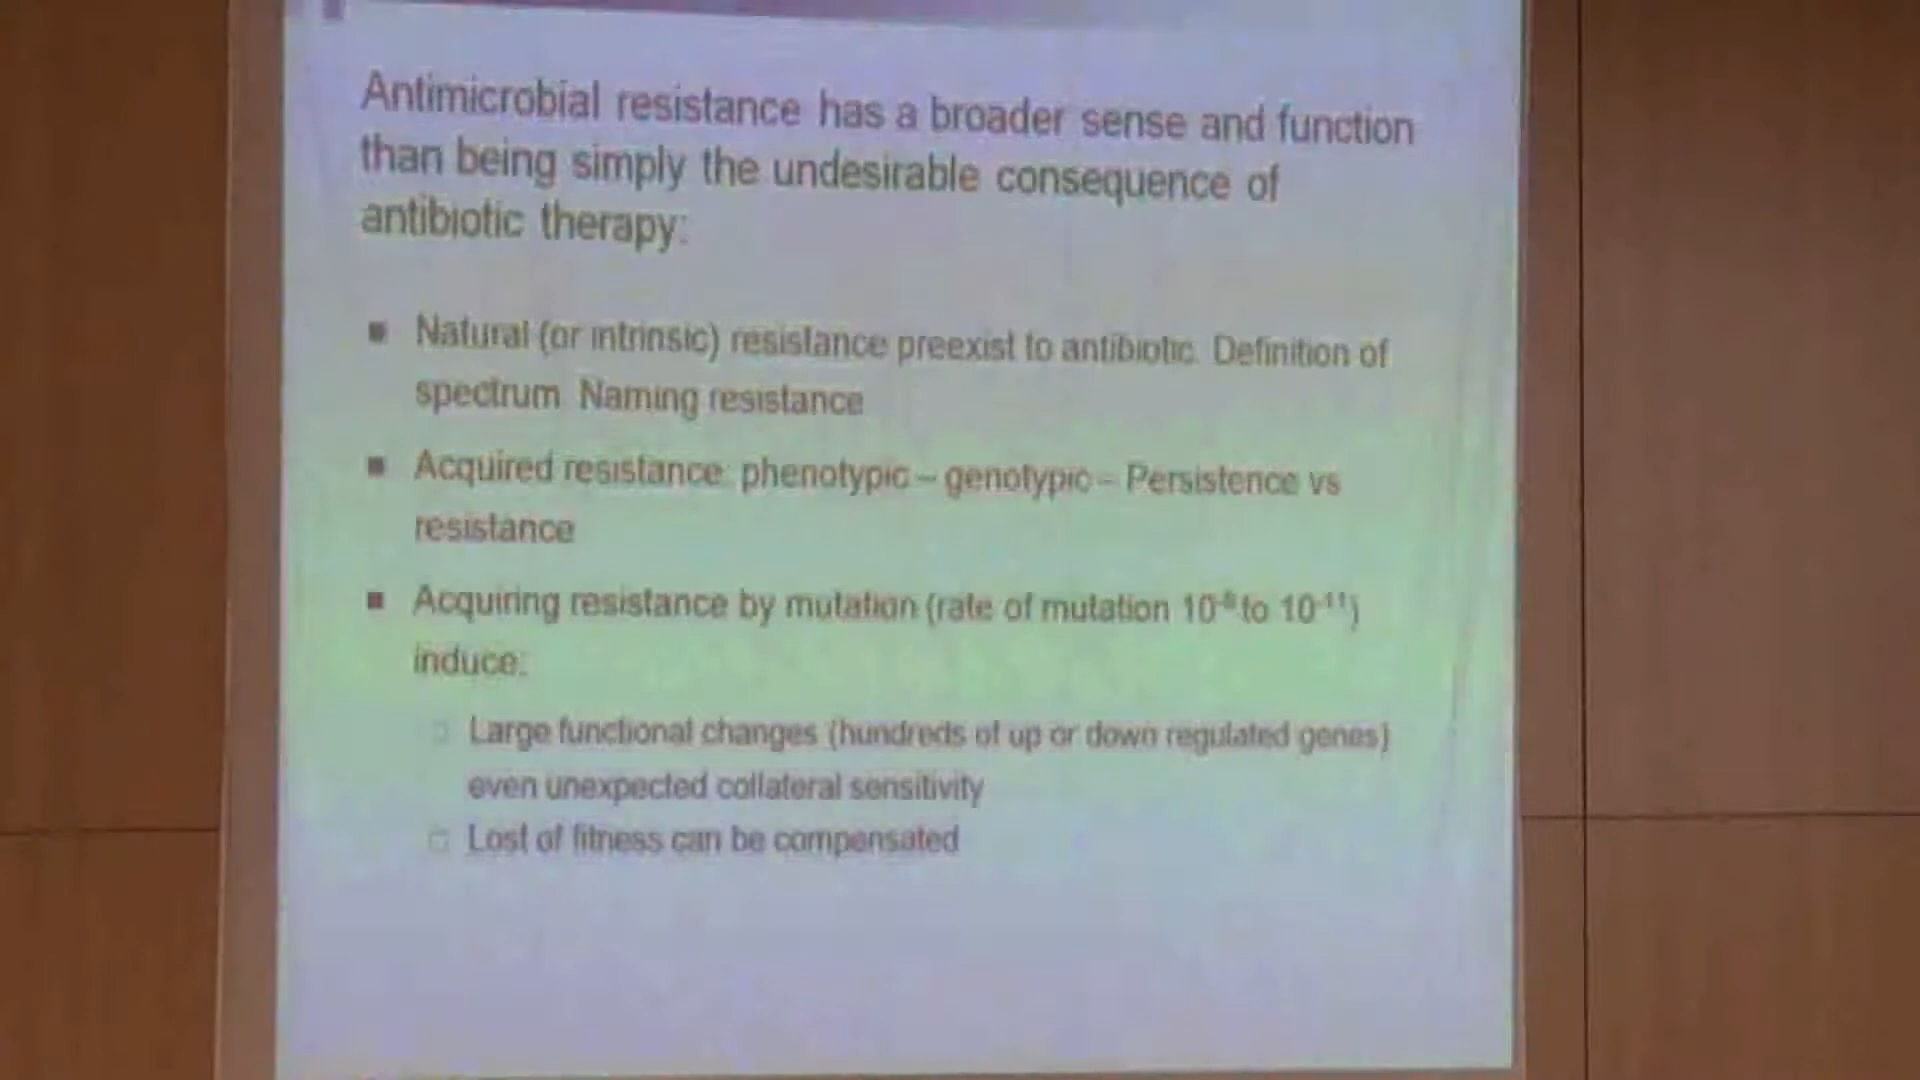 Antimicrobial resistance has a broader sense and function
than being simply the undesirable consequence of
antibiotic therapy:
Natural (or intrinsic) resistance preexist to antibiotic. Definition of
spectrum. Naming resistance
Acquired resistance: phenotypic – genotypic – Persistence vs
resistance
Acquiring resistance by mutation (rate of mutation to 10⁻¹¹)
induce:
Large functional changes (hundreds of up or down regulated genes)
even unexpected collateral sensitivity
Lost of fitness can be compensated